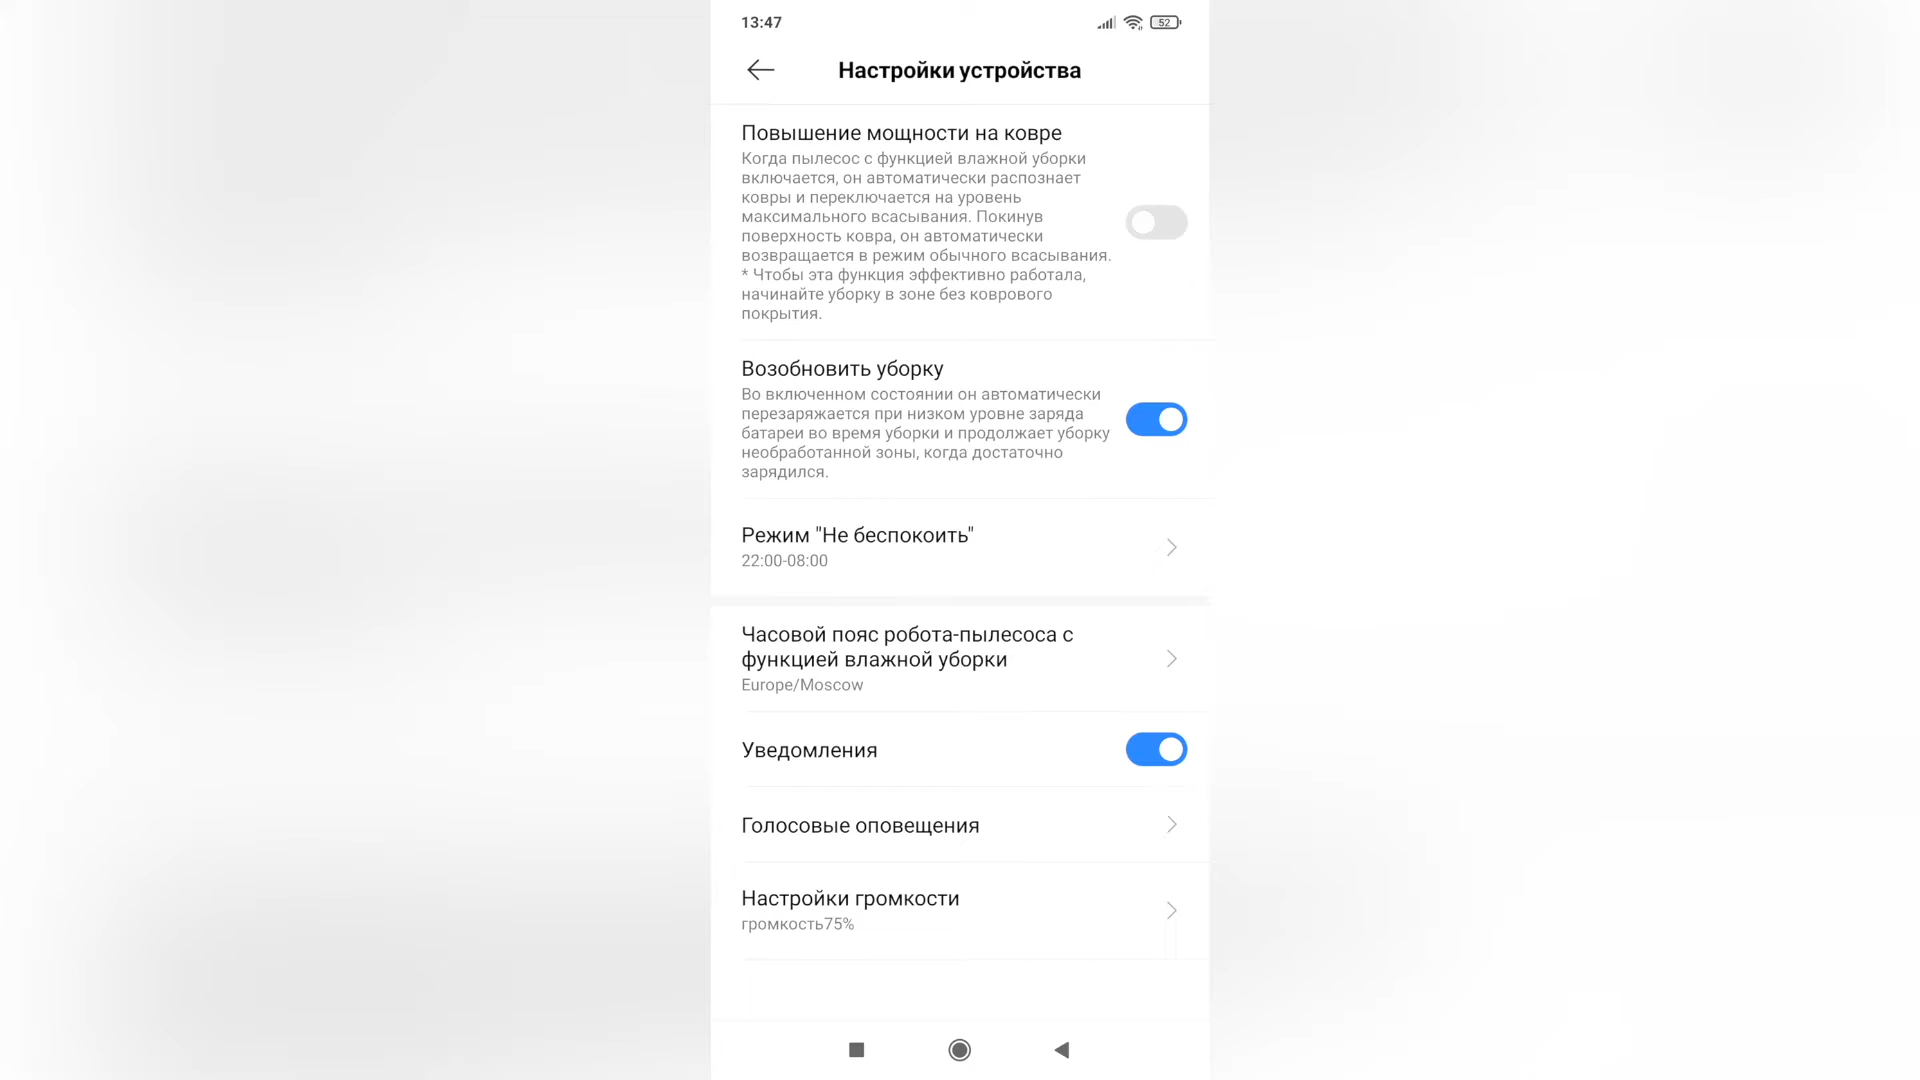 13:47
52
Настройки устройства
Повышение мощности на ковре
Когда пылесос с функцией влажной уборки
включается, он автоматически распознает
ковры и переключается на уровень
максимального всасывания. Покинув
поверхность ковра, он автоматически
возвращается в режим обычного всасывания.
* Чтобы эта функция эффективно работала,
начинайте уборку в зоне без коврового
покрытия.
Возобновить уборку
Во включенном состоянии он автоматически
перезаряжается при низком уровне заряда
батареи во время уборки и продолжает уборку
необработанной зоны, когда достаточно
зарядился.
Режим "Не беспокоить"
22:00-08:00
Часовой пояс робота-пылесоса с
функцией влажной уборки
Europe/Moscow
Уведомления
Голосовые оповещения
Настройки громкости
громкость75%